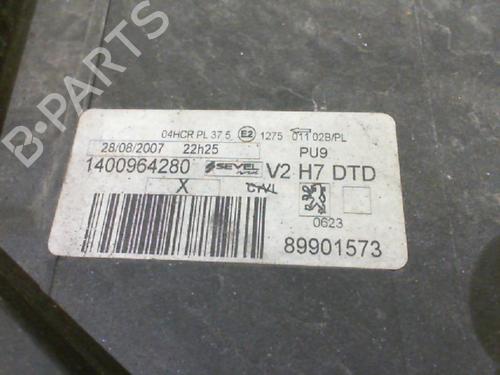 04HCR PL 37 5 E2 1275 011 02B/PL
28/08/2007 22h25 PU9
1400964280 SEVEL V2 H7 DTD
X
0623
89901573